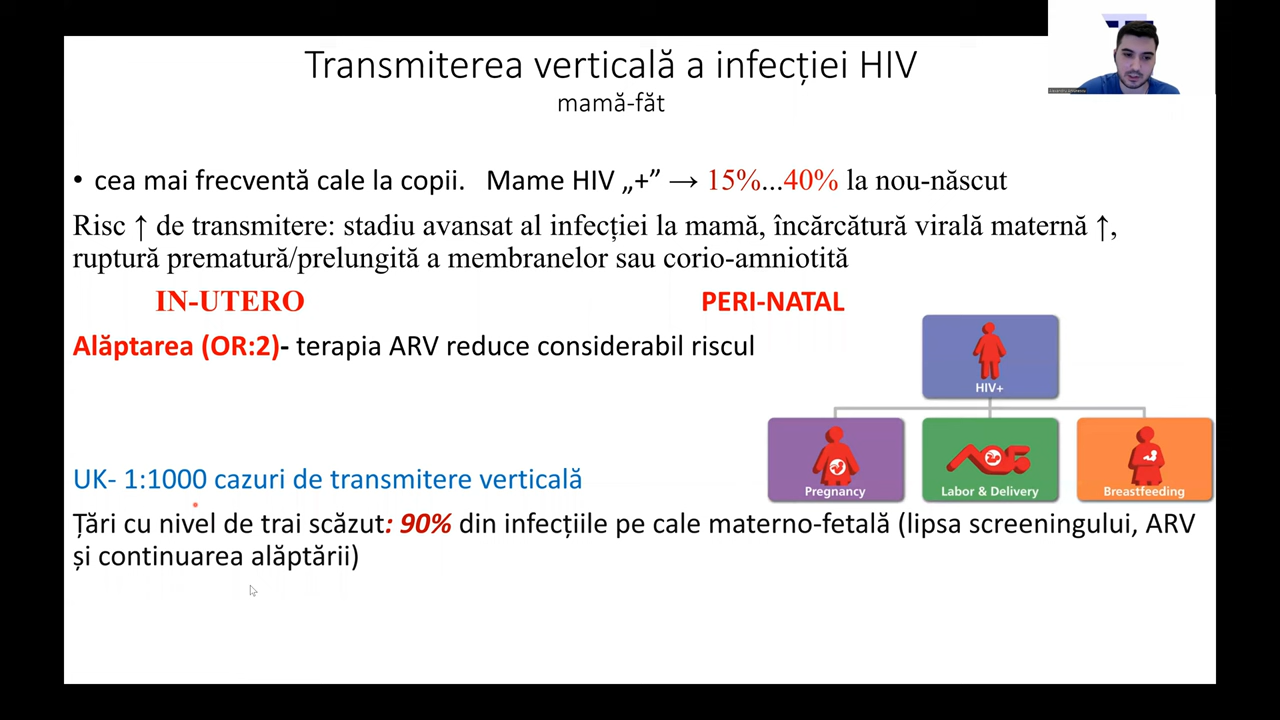 Transmiterea verticală a infecției HIV
mamă-făt
• cea mai frecventă cale la copii. Mame HIV „+” → 15%...40% la nou-născut
Risc ↑ de transmitere: stadiu avansat al infecției la mamă, încărcătură virală maternă ↑,
ruptură prematură/prelungită a membranelor sau corio-amniotită
IN-UTERO PERI-NATAL
Alăptarea (OR:2)- terapia ARV reduce considerabil riscul
HIV+
Pregnancy Labor & Delivery Breastfeeding
UK- 1:1000 cazuri de transmitere verticală
Țări cu nivel de trai scăzut: 90% din infecțiile pe cale materno-fetală (lipsa screeningului, ARV
și continuarea alăptării)